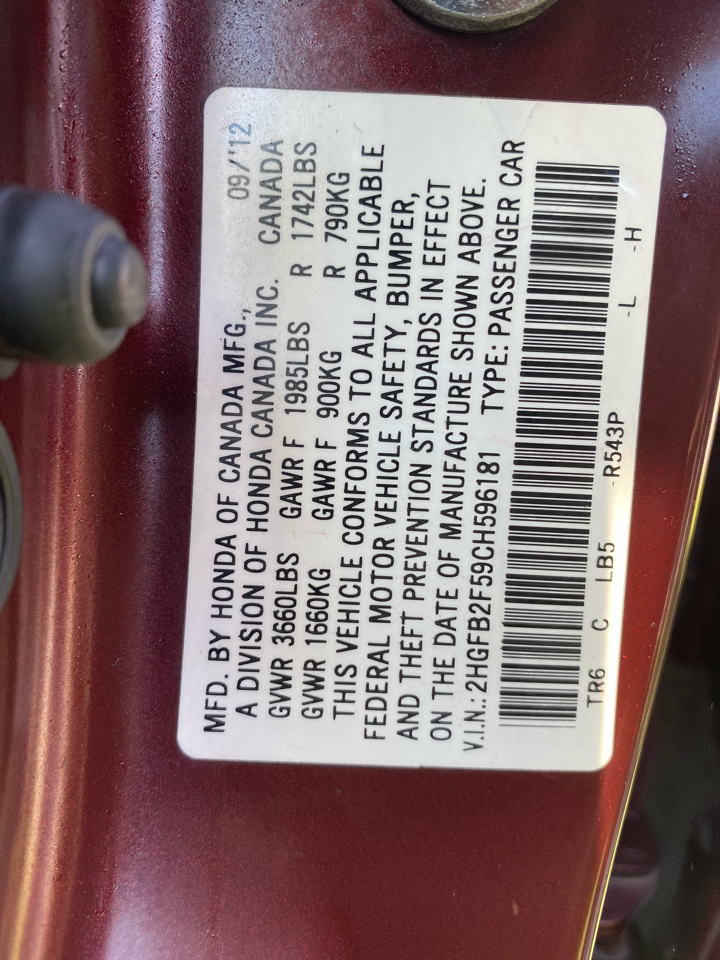 MFD. BY HONDA OF CANADA MFG., 09/'12
A DIVISION OF HONDA CANADA INC. CANADA
GVWR 3660LBS GAWR F 1985LBS R 1742LBS
GVWR 1660KG GAWR F 900KG R 790KG
THIS VEHICLE CONFORMS TO ALL APPLICABLE
FEDERAL MOTOR VEHICLE SAFETY, BUMPER,
AND THEFT PREVENTION STANDARDS IN EFFECT
ON THE DATE OF MANUFACTURE SHOWN ABOVE.
V.I.N.: 2HGFB2F59CH596181 TYPE: PASSENGER CAR
TR6 C LB5 -R543P -L -H